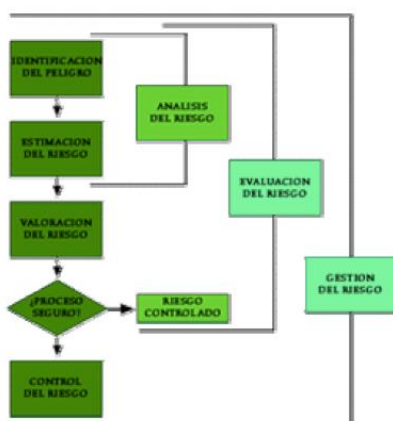 IDENTIFICACION
DEL PELIGRO
ANALISIS
DEL RIESGO
ESTIMACION
DEL RIESGO
EVALUACION
DEL RIESGO
VALORACION
DEL RIESGO
GESTION
DEL RIESGO
¿PROCESO
SEGURO?
RIESGO
CONTROLADO
CONTROL
DEL RIESGO